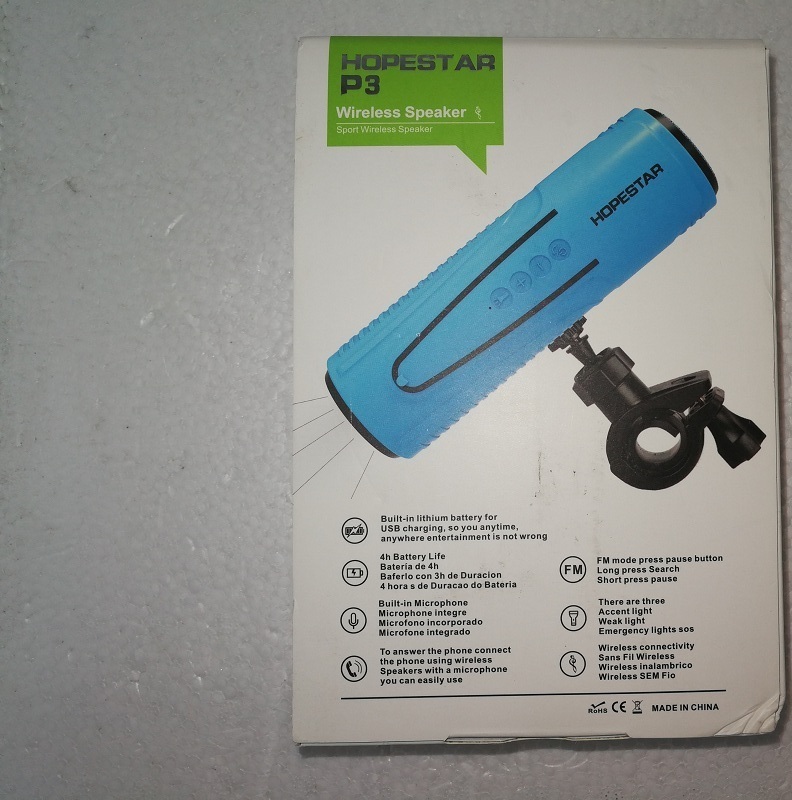 HOPESTAR
P3
Wireless Speaker
Sport Wireless Speaker
HOPESTAR
Built-in lithium battery for
USB charging, so you anytime,
anywhere entertainment is not wrong
4h Battery Life
Batería de 4h
Baferlo con 3h de Duracion
4 hora s de Duracao do Bateria
Built-in Microphone
Microphone integre
Microfono incorporado
Microfone integrado
To answer the phone connect
the phone using wireless
Speakers with a microphone
you can easily use
FM
FM mode press pause button
Long press Search
Short press pause
There are three
Accent light
Weak light
Emergency lights sos
Wireless connectivity
Sans Fil Wireless
Wireless inalambrico
Wireless SEM Fio
RoHS CE MADE IN CHINA